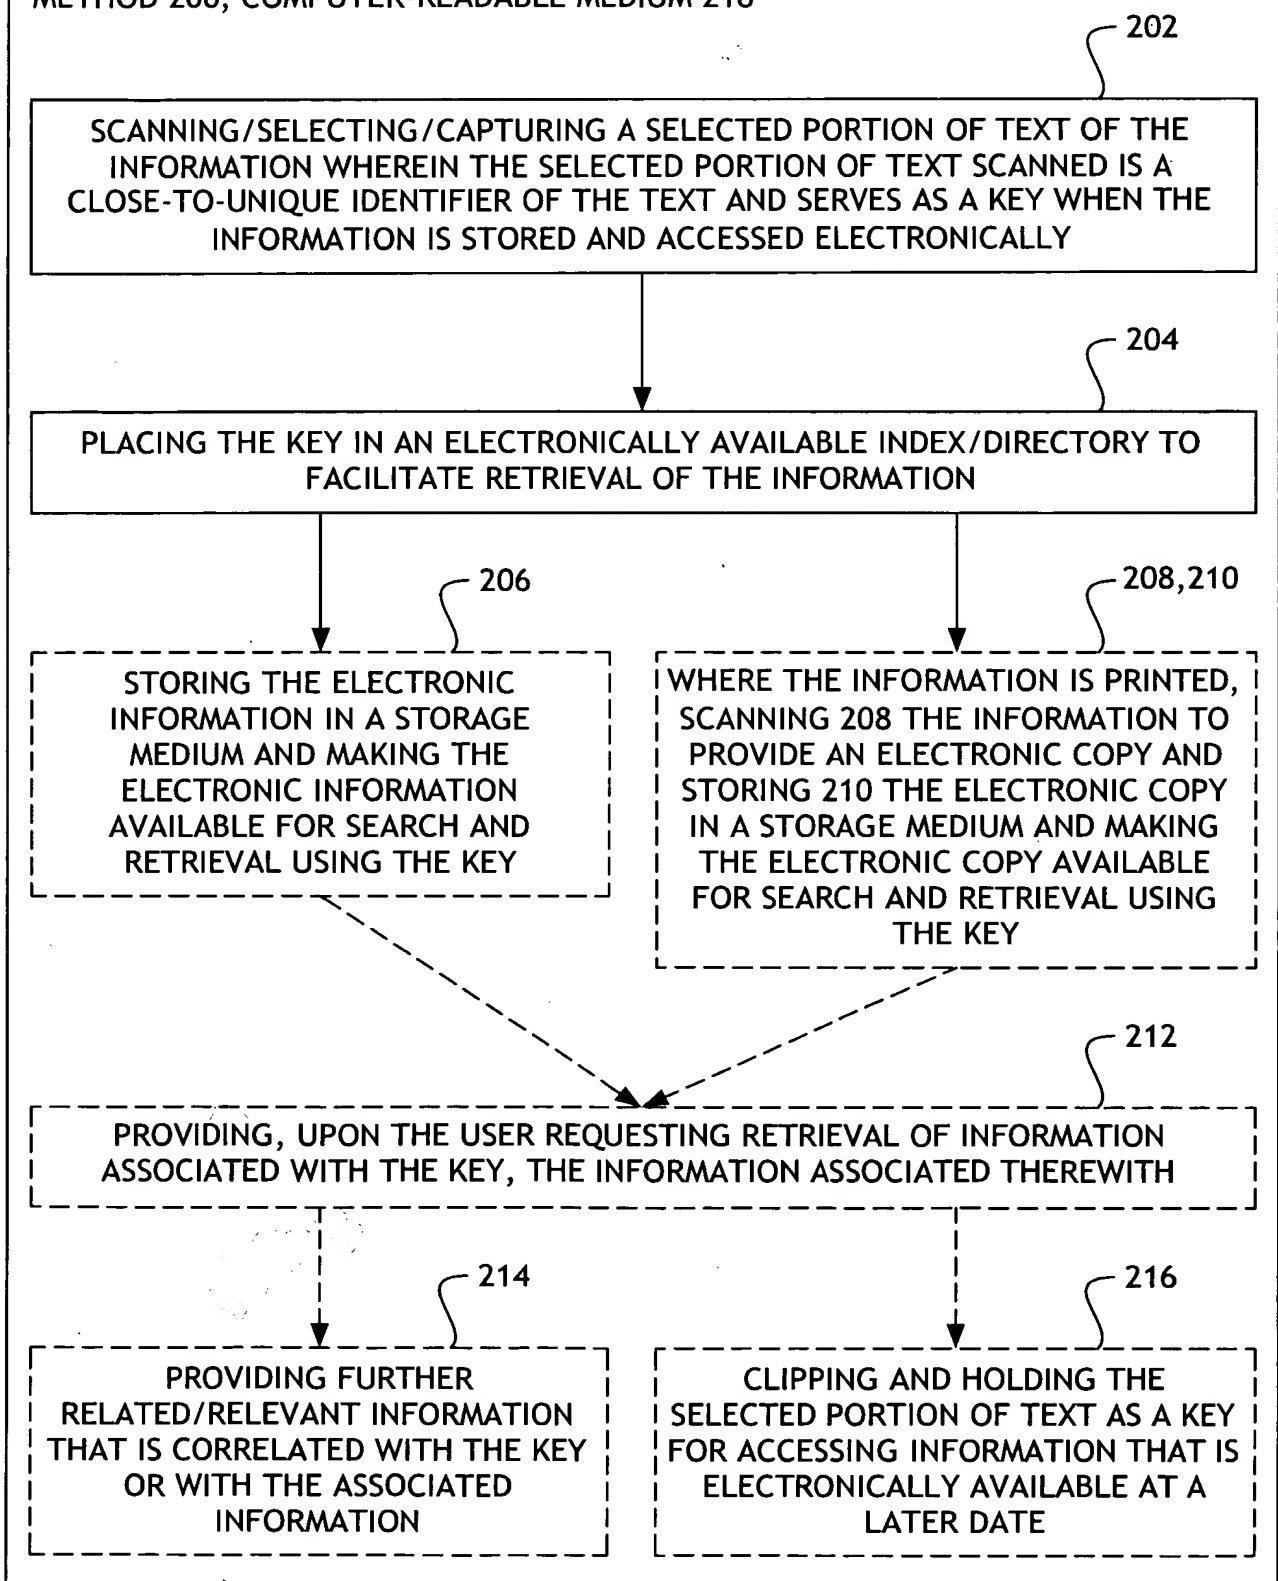 METHOD 200, COMPUTER-READABLE MEDIUM 218
202
SCANNING/SELECTING/CAPTURING A SELECTED PORTION OF TEXT OF THE
INFORMATION WHEREIN THE SELECTED PORTION OF TEXT SCANNED IS A
CLOSE-TO-UNIQUE IDENTIFIER OF THE TEXT AND SERVES AS A KEY WHEN THE
INFORMATION IS STORED AND ACCESSED ELECTRONICALLY
204
PLACING THE KEY IN AN ELECTRONICALLY AVAILABLE INDEX/DIRECTORY TO
FACILITATE RETRIEVAL OF THE INFORMATION
206
STORING THE ELECTRONIC
INFORMATION IN A STORAGE
MEDIUM AND MAKING THE
ELECTRONIC INFORMATION
AVAILABLE FOR SEARCH AND
RETRIEVAL USING THE KEY
208,210
WHERE THE INFORMATION IS PRINTED,
SCANNING 208 THE INFORMATION TO
PROVIDE AN ELECTRONIC COPY AND
STORING 210 THE ELECTRONIC COPY
IN A STORAGE MEDIUM AND MAKING
THE ELECTRONIC COPY AVAILABLE
FOR SEARCH AND RETRIEVAL USING
THE KEY
212
PROVIDING, UPON THE USER REQUESTING RETRIEVAL OF INFORMATION
ASSOCIATED WITH THE KEY, THE INFORMATION ASSOCIATED THEREWITH
214
PROVIDING FURTHER
RELATED/RELEVANT INFORMATION
THAT IS CORRELATED WITH THE KEY
OR WITH THE ASSOCIATED
INFORMATION
216
CLIPPING AND HOLDING THE
SELECTED PORTION OF TEXT AS A KEY
FOR ACCESSING INFORMATION THAT IS
ELECTRONICALLY AVAILABLE AT A
LATER DATE